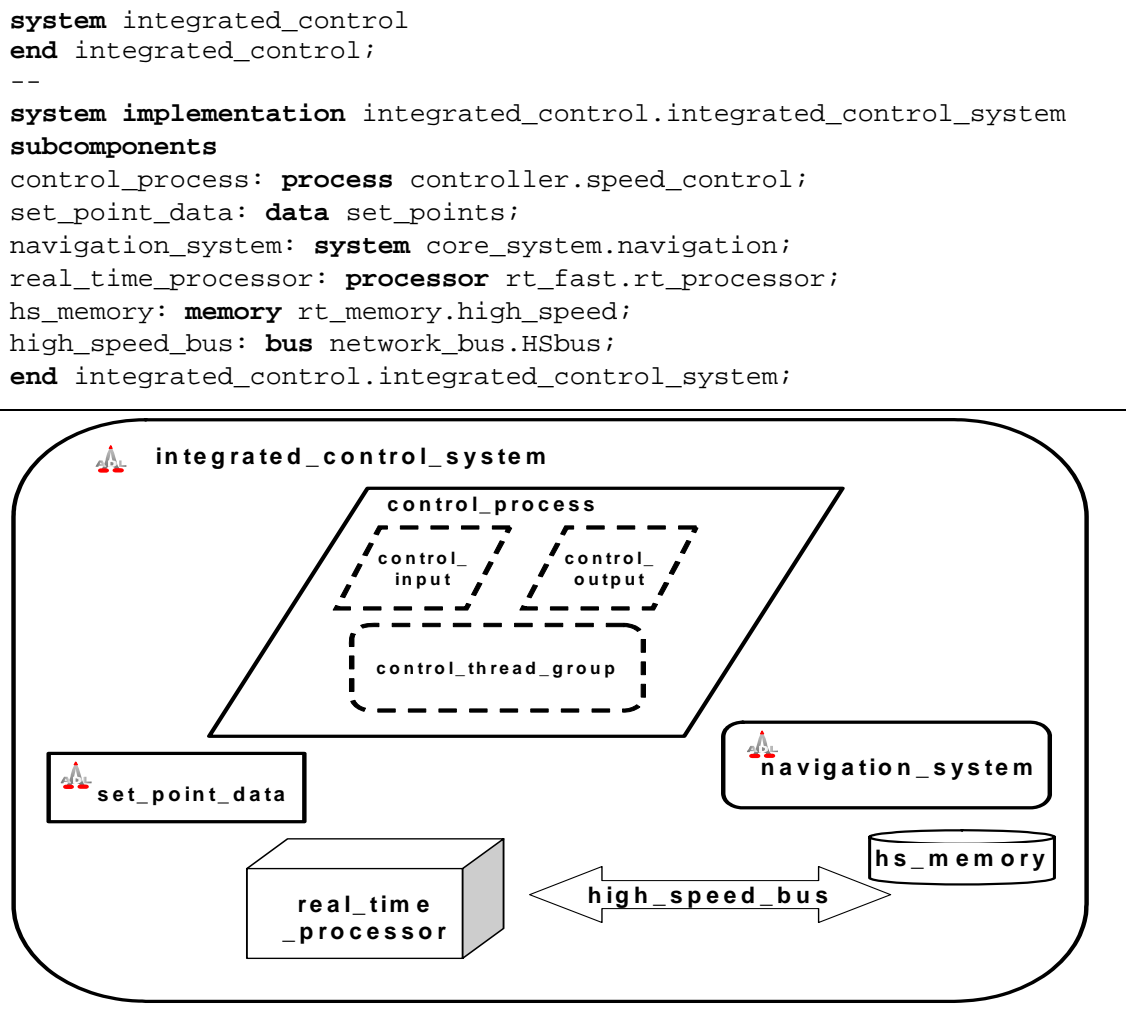 system integrated_control
end integrated_control;
--
system implementation integrated_control.integrated_control_system
subcomponents
control_process: process controller.speed_control;
set_point_data: data set_points;
navigation_system: system core_system.navigation;
real_time_processor: processor rt_fast.rt_processor;
hs_memory: memory rt_memory.high_speed;
high_speed_bus: bus network_bus.HSbus;
end integrated_control.integrated_control_system;
integrated_control_system
control_process
control_
input
control_
output
control_thread_group
navigation_system
set_point_data
hs_memory
high_speed_bus
real_time
_processor